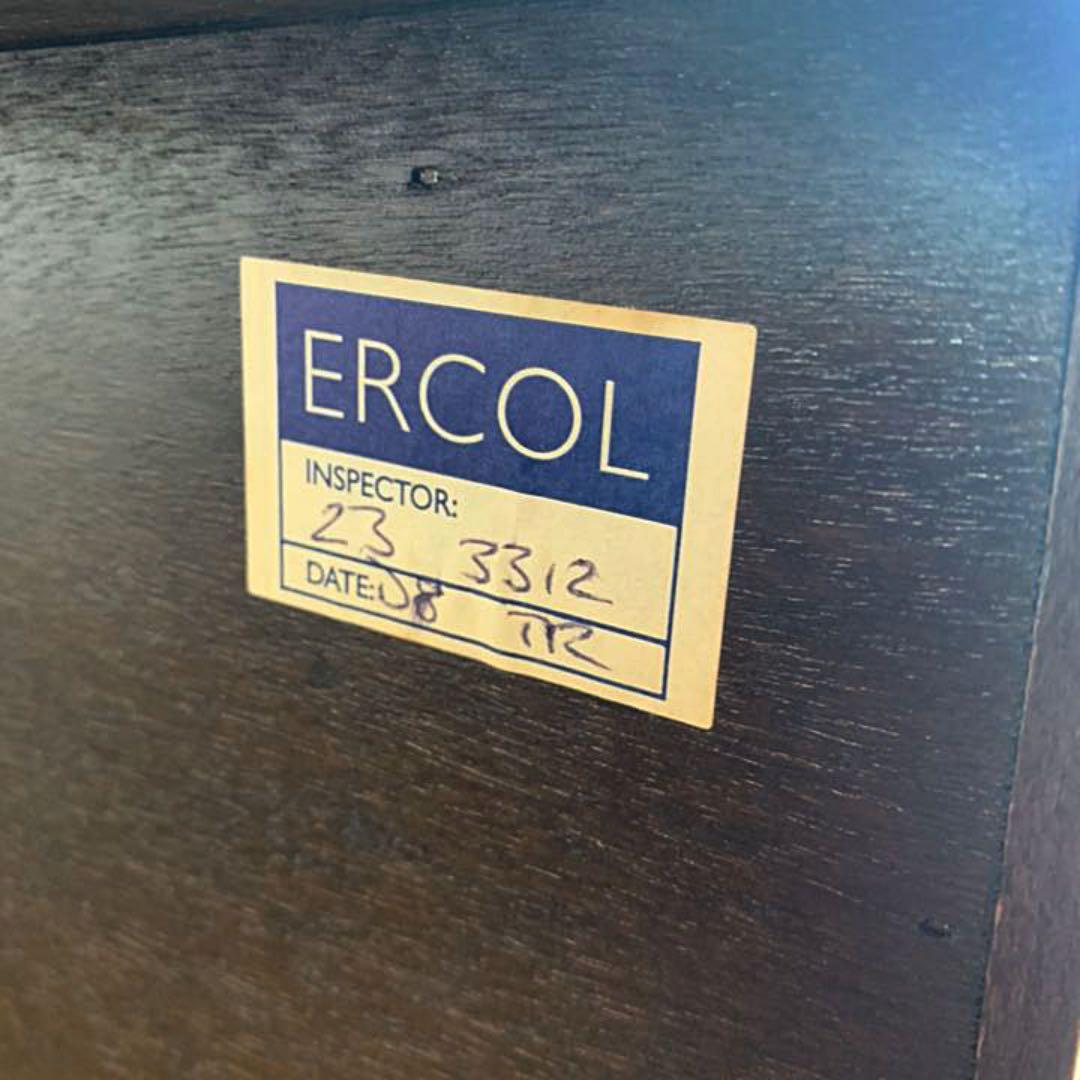 ERCOL
INSPECTOR:
23 3312
DATE: 08 TR